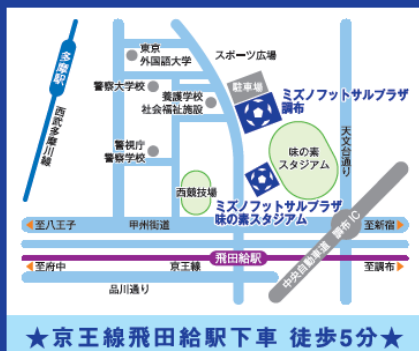 多摩駅
西武多摩川線
東京
外国語大学
スポーツ広場
警察大学校
養護学校
社会福祉施設
駐車場
ミズノフットサルプラザ
調布
警視庁
警察学校
味の素
スタジアム
天文台通り
西競技場
ミズノフットサルプラザ
味の素スタジアム
至八王子
甲州街道
中央自動車道 調布IC
至新宿
飛田給駅
至府中
京王線
至調布
品川通り
★京王線飛田給駅下車 徒歩5分★